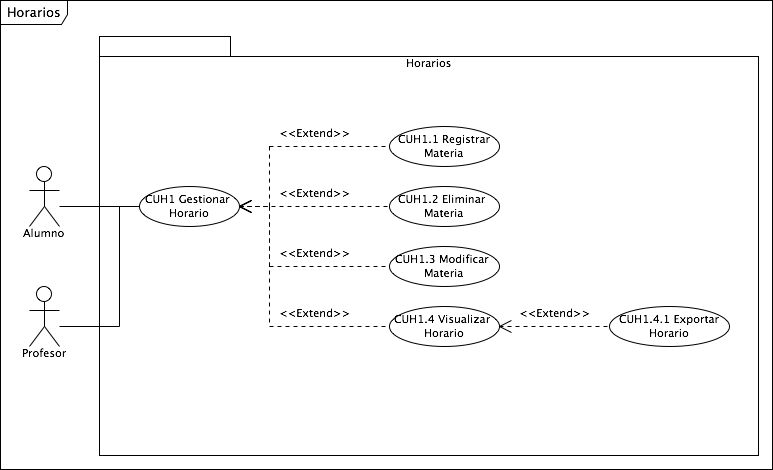 Horarios
Horarios
<<Extend>>
CUH1.1 Registrar
Materia
Alumno
CUH1 Gestionar
Horario
<<Extend>>
CUH1.2 Eliminar
Materia
<<Extend>>
CUH1.3 Modificar
Materia
Profesor
<<Extend>>
CUH1.4 Visualizar
Horario
<<Extend>>
CUH1.4.1 Exportar
Horario